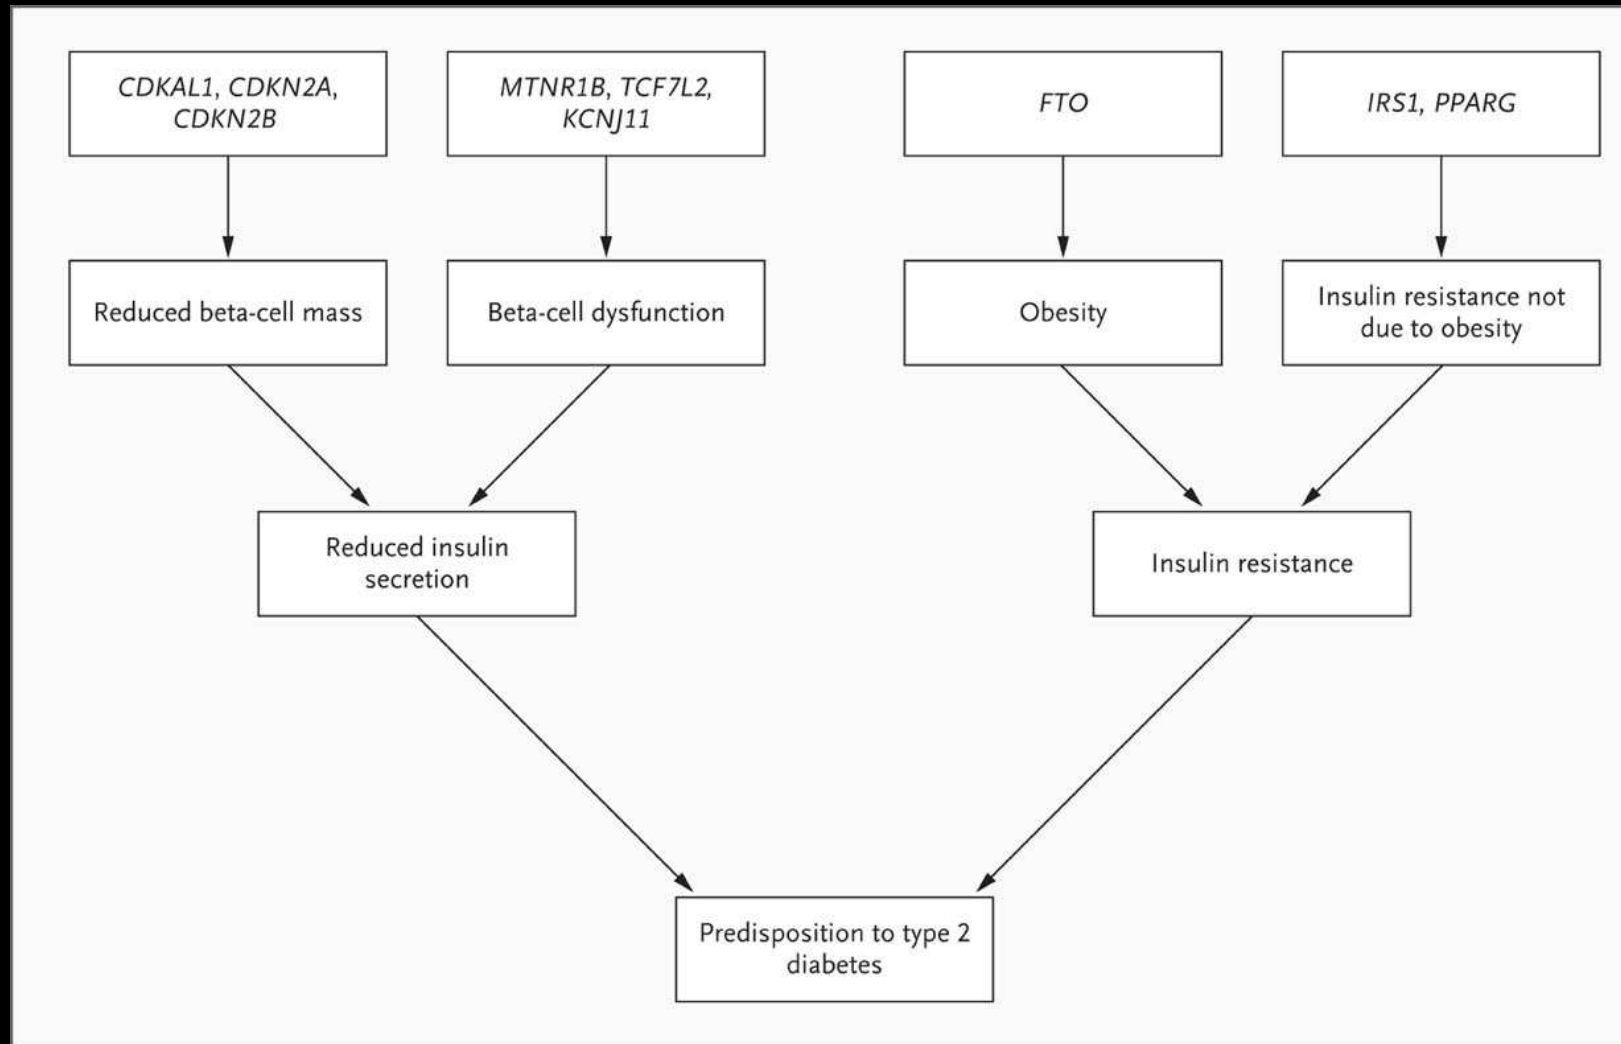 CDKAL1, CDKN2A,
CDKN2B
MTNR1B, TCF7L2,
KCNJ11
FTO
IRS1, PPARG
Reduced beta-cell mass
Beta-cell dysfunction
Obesity
Insulin resistance not
due to obesity
Reduced insulin
secretion
Insulin resistance
Predisposition to type 2
diabetes